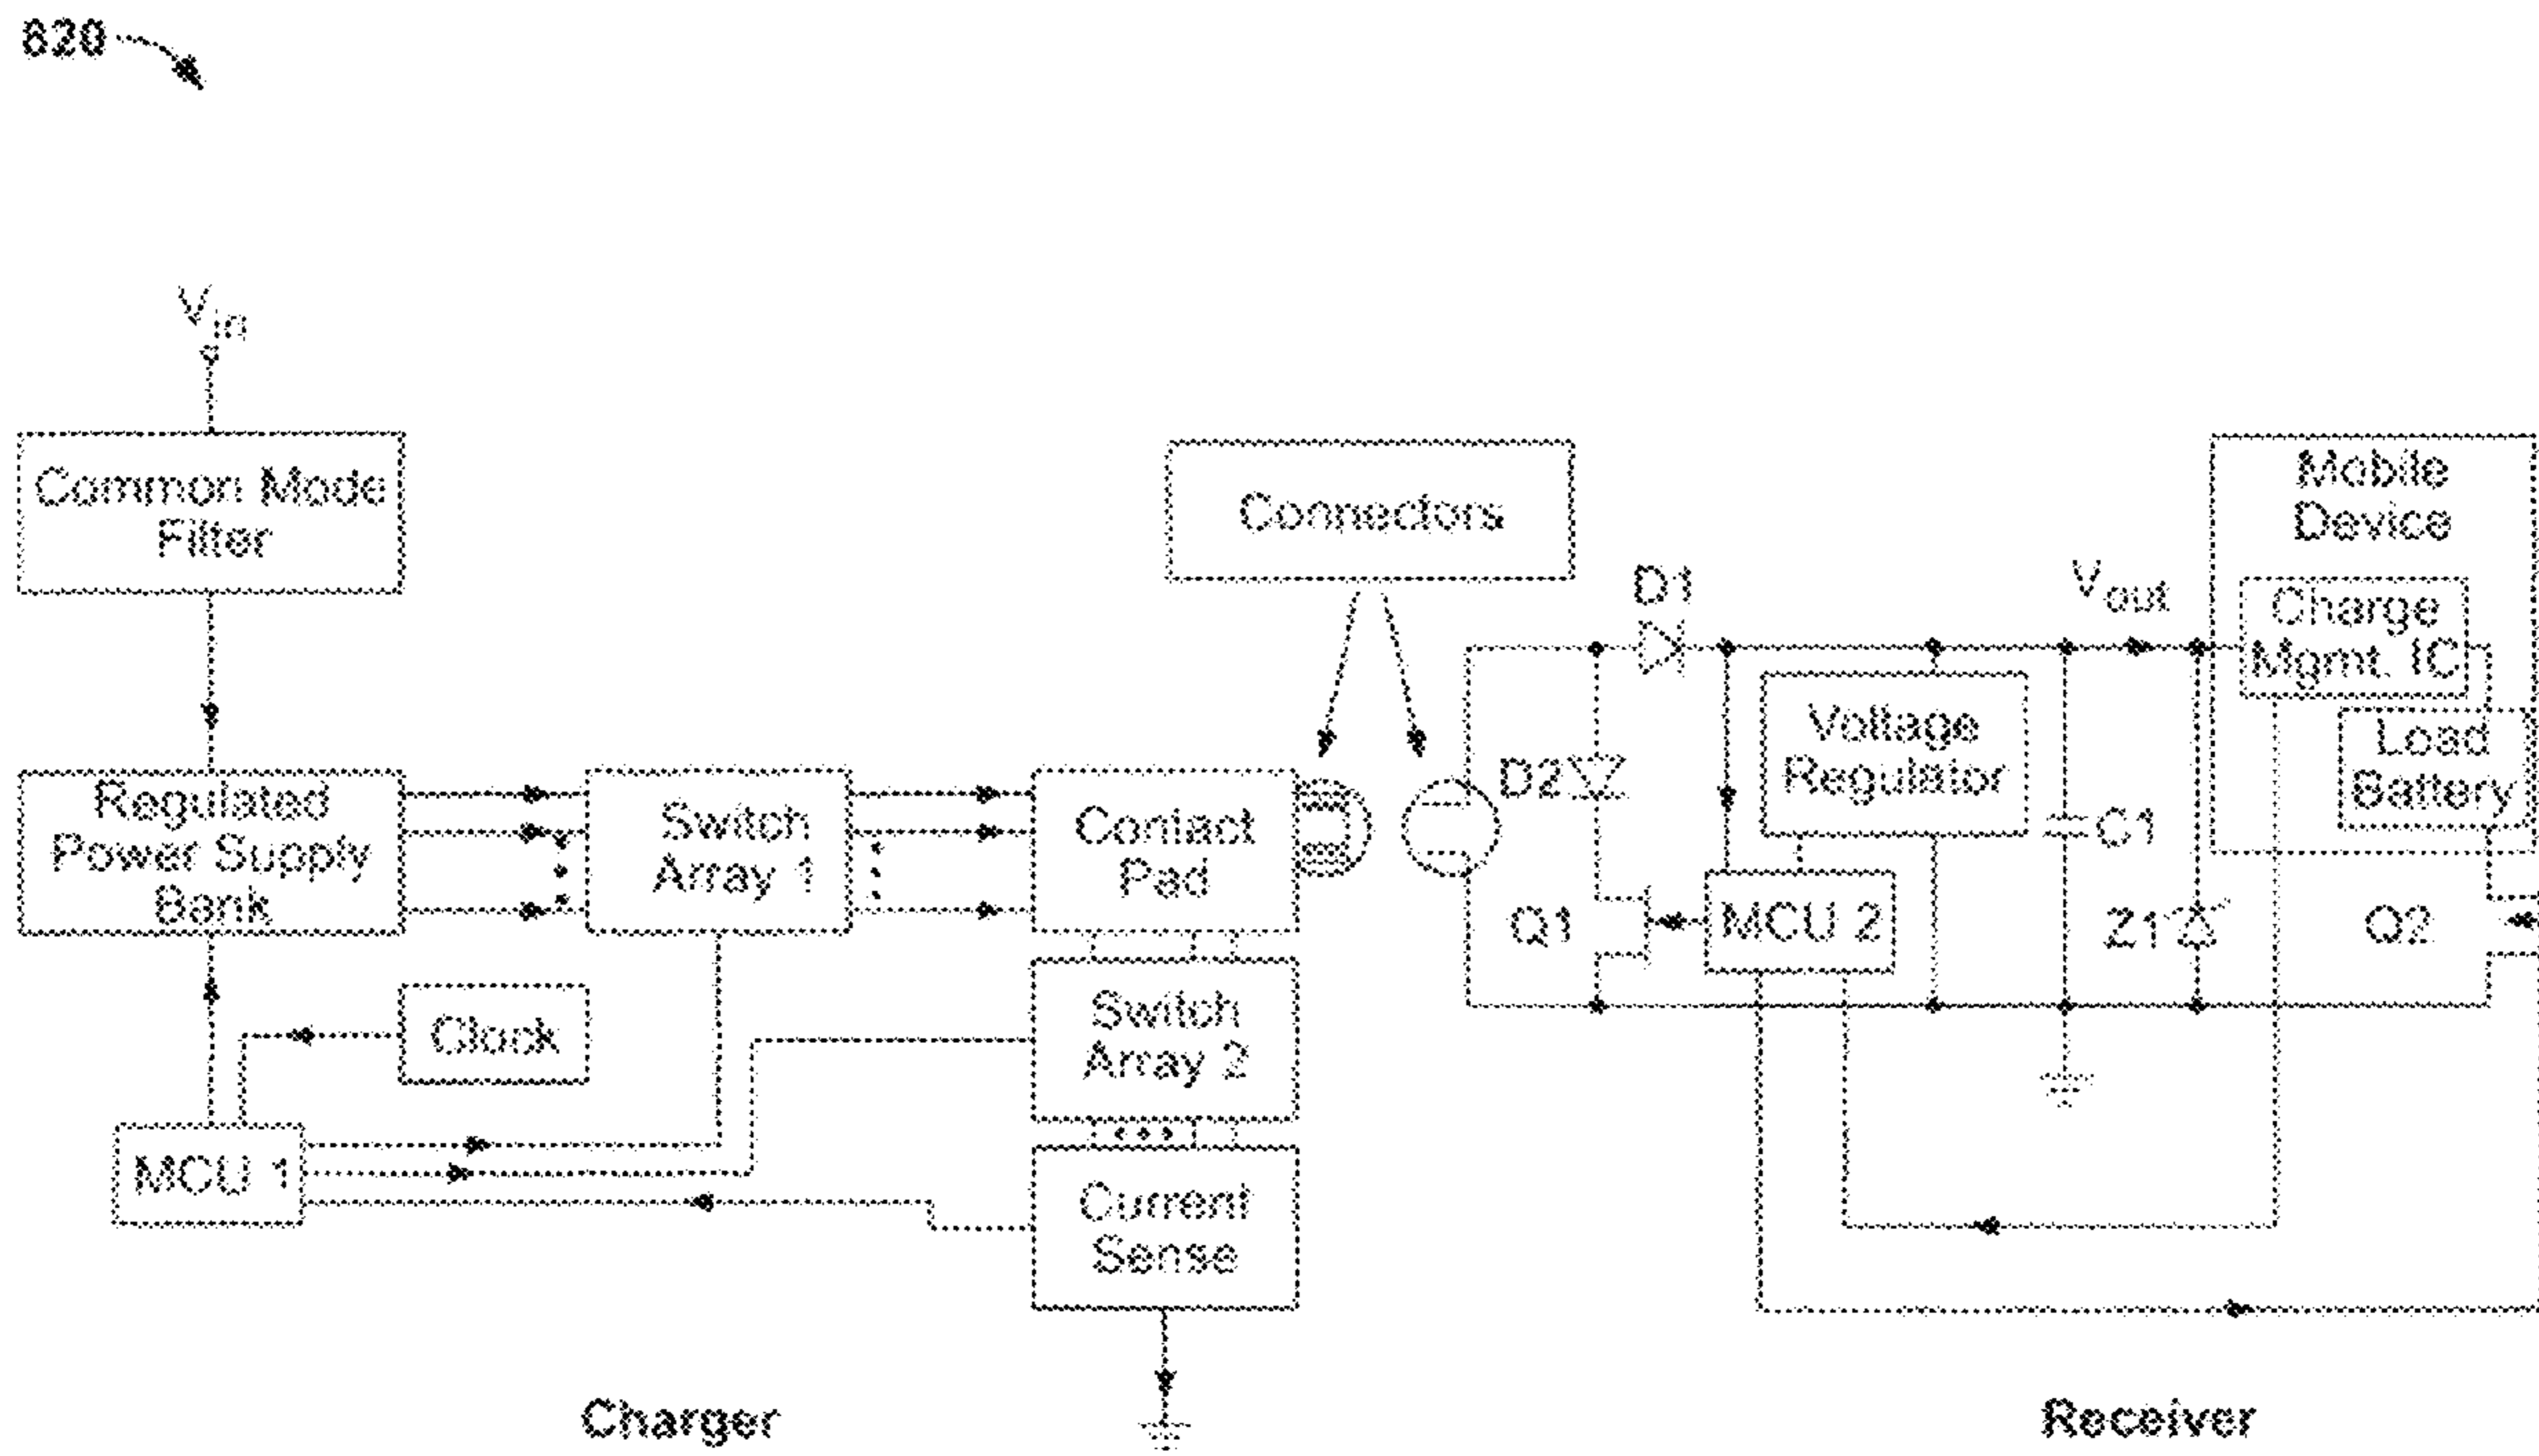 620
Vin
Common Mode
Filter
Connectors
Mobile
Device
D1
Vout
Charge
Mgmt. IC
Load
Battery
Regulated
Power Supply
Bank
Switch
Array 1
Contact
Pad
D2
Voltage
Regulator
C1
Q1
MCU 2
Z1
Q2
Clock
Switch
Array 2
MCU 1
Current
Sense
Charger
Receiver